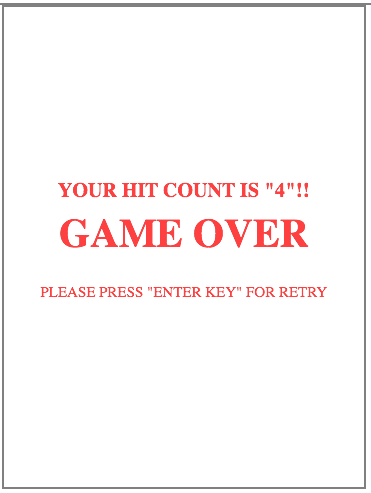 YOUR HIT COUNT IS "4"!!
GAME OVER
PLEASE PRESS "ENTER KEY" FOR RETRY